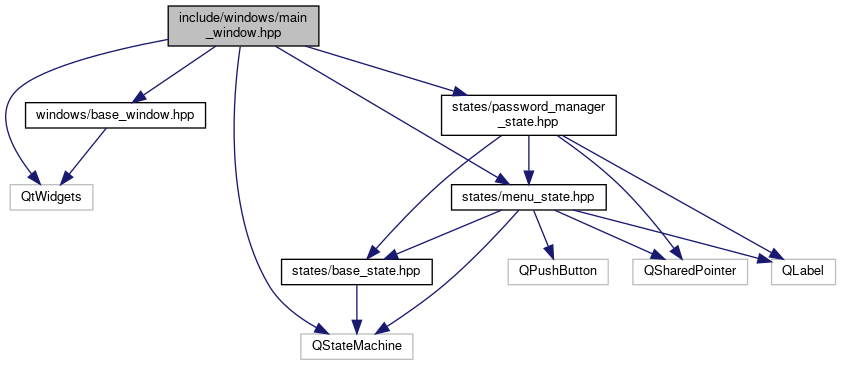 include/windows/main
_window.hpp
windows/base_window.hpp
states/password_manager
_state.hpp
QtWidgets
states/menu_state.hpp
states/base_state.hpp
QPushButton
QSharedPointer
QLabel
QStateMachine